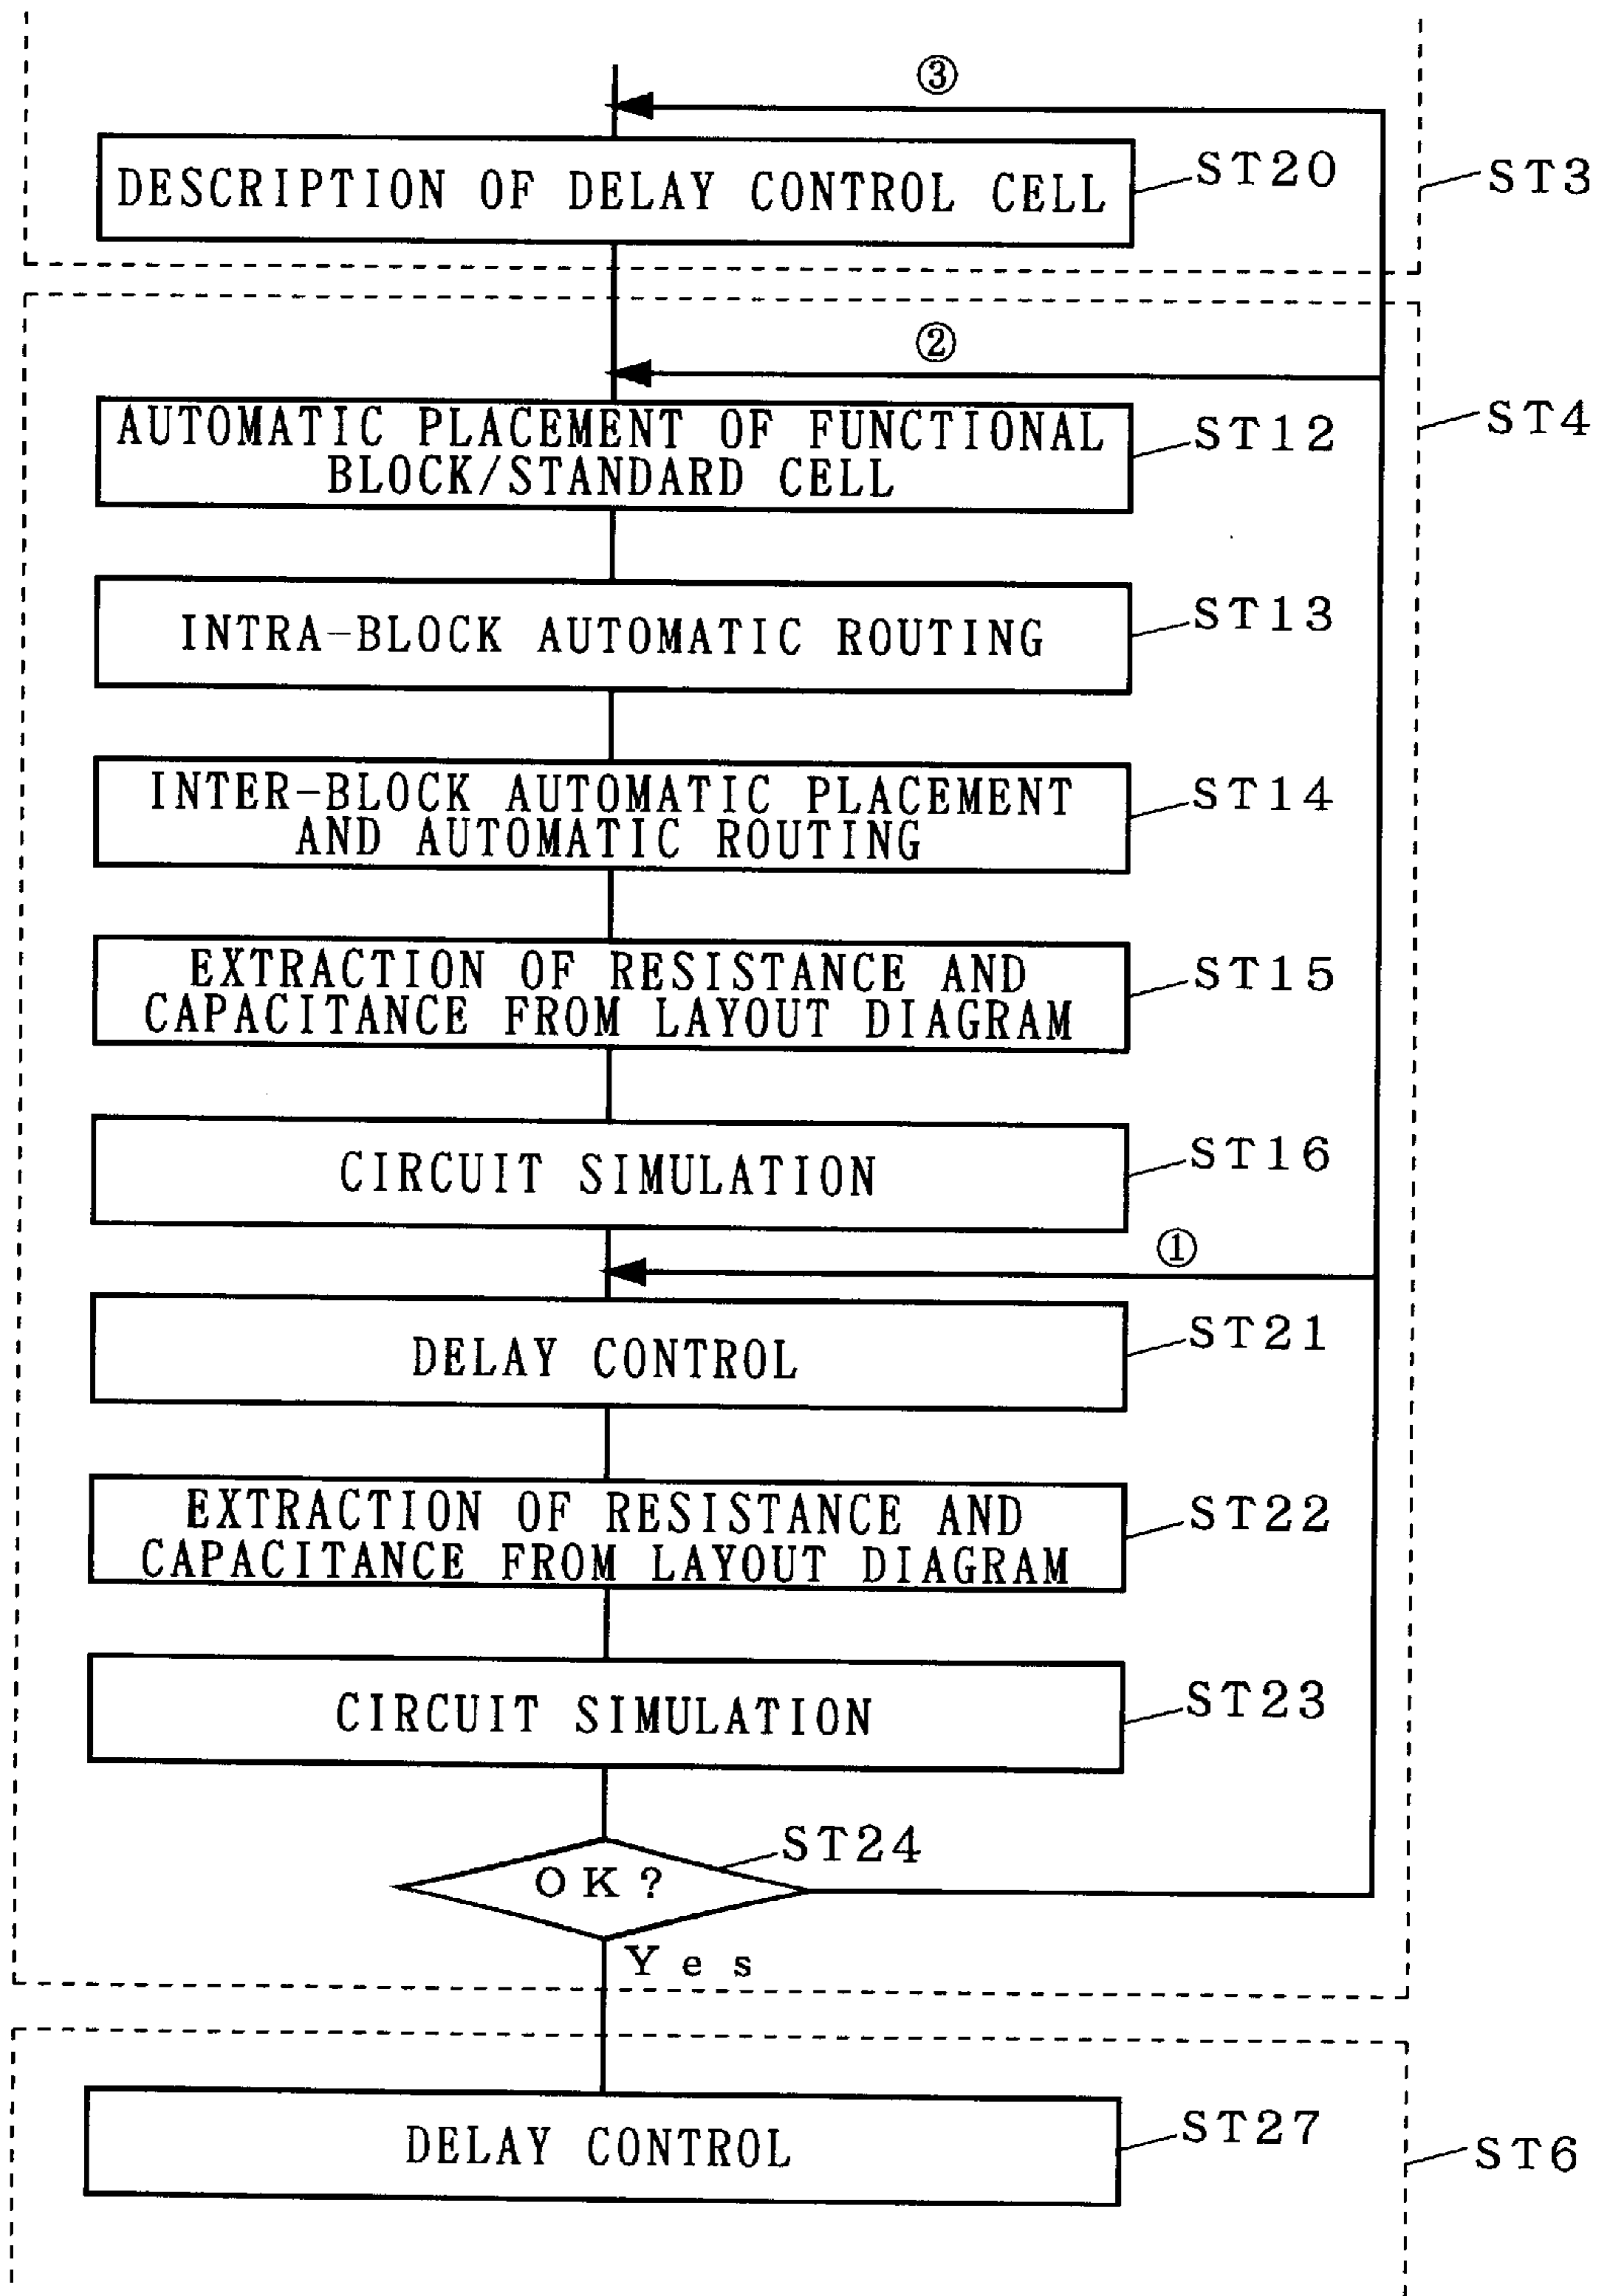 ③
DESCRIPTION OF DELAY CONTROL CELL
ST20
ST3
②
AUTOMATIC PLACEMENT OF FUNCTIONAL
BLOCK/STANDARD CELL
ST12
ST4
INTRA-BLOCK AUTOMATIC ROUTING
ST13
INTER-BLOCK AUTOMATIC PLACEMENT
AND AUTOMATIC ROUTING
ST14
EXTRACTION OF RESISTANCE AND
CAPACITANCE FROM LAYOUT DIAGRAM
ST15
CIRCUIT SIMULATION
ST16
①
DELAY CONTROL
ST21
EXTRACTION OF RESISTANCE AND
CAPACITANCE FROM LAYOUT DIAGRAM
ST22
CIRCUIT SIMULATION
ST23
OK?
ST24
Yes
DELAY CONTROL
ST27
ST6